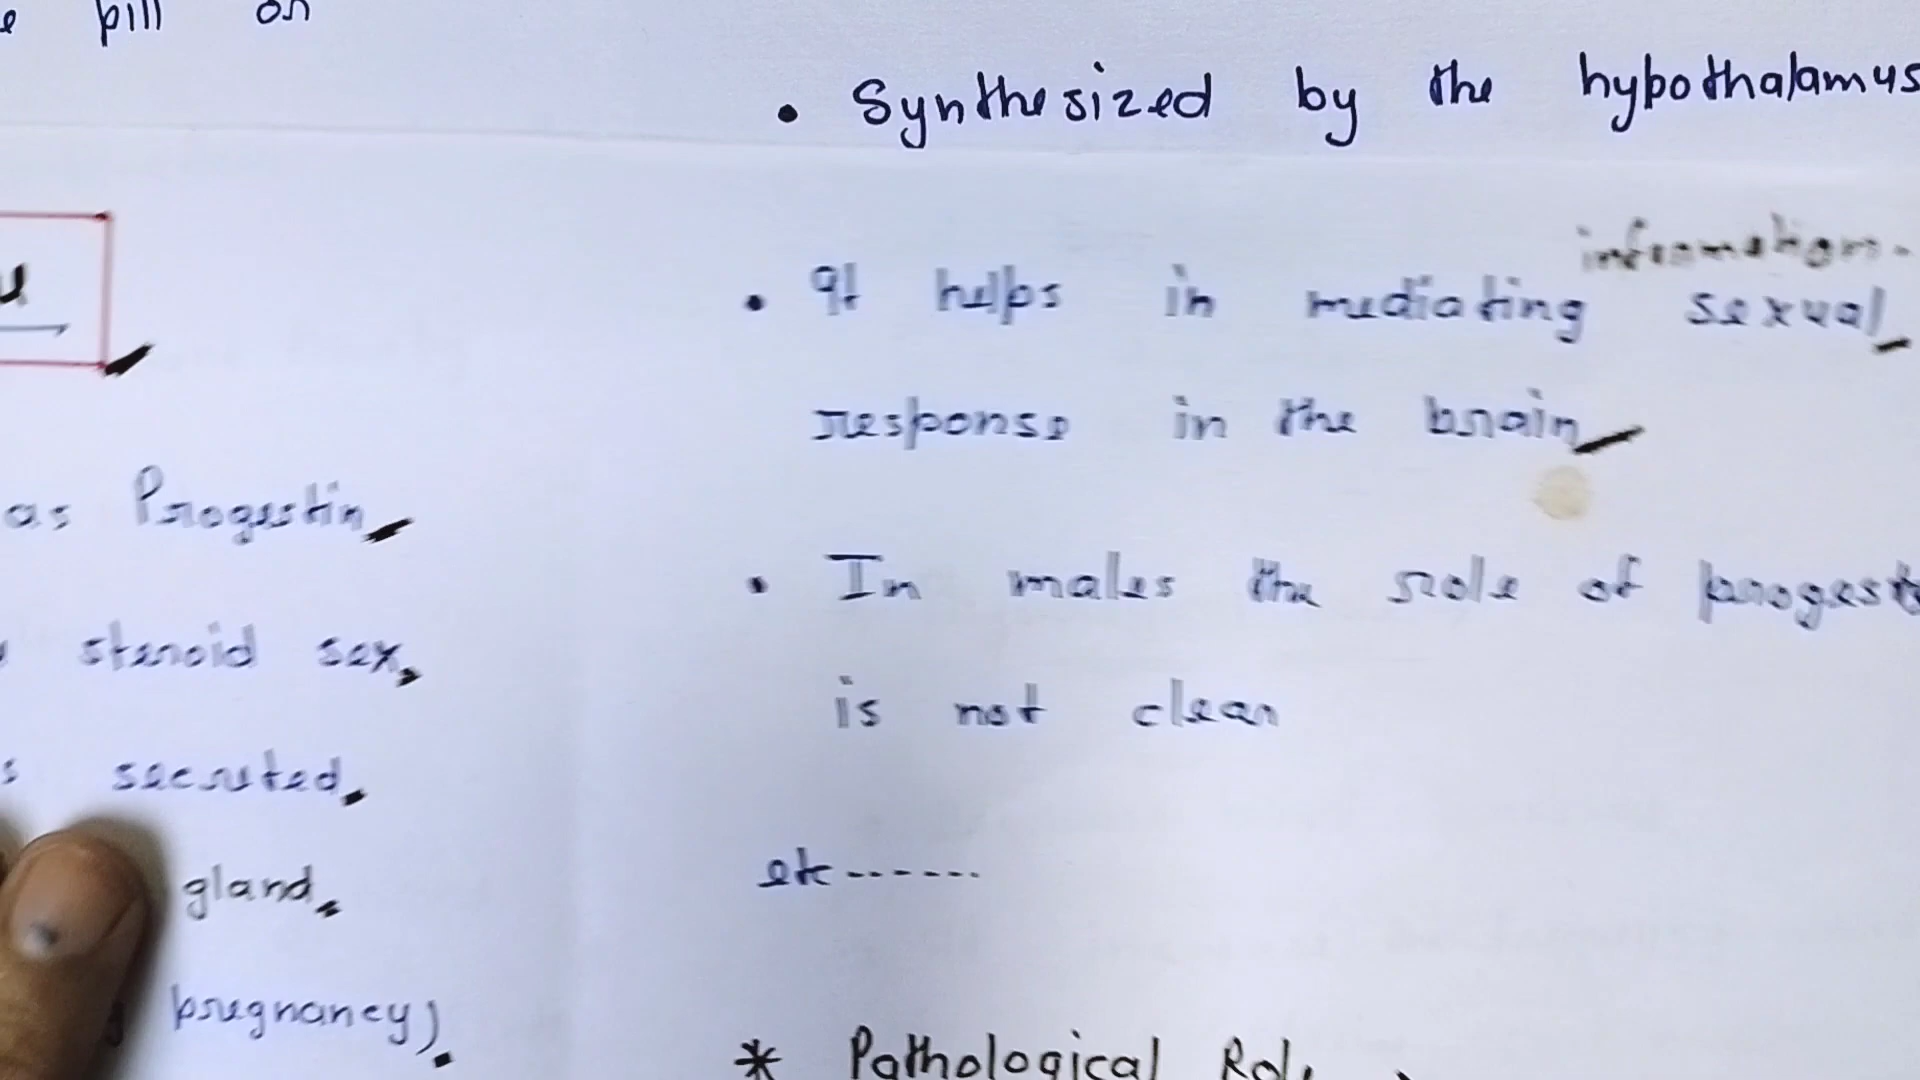 pill on
as Progestin
steroid sex
secreted
gland
pregnancy)
• Synthesized by the hypothalamus
information.
• It helps in mediating sexual
response in the brain
• In males the role of progest
is not clear
etc.......
* Pathological Role